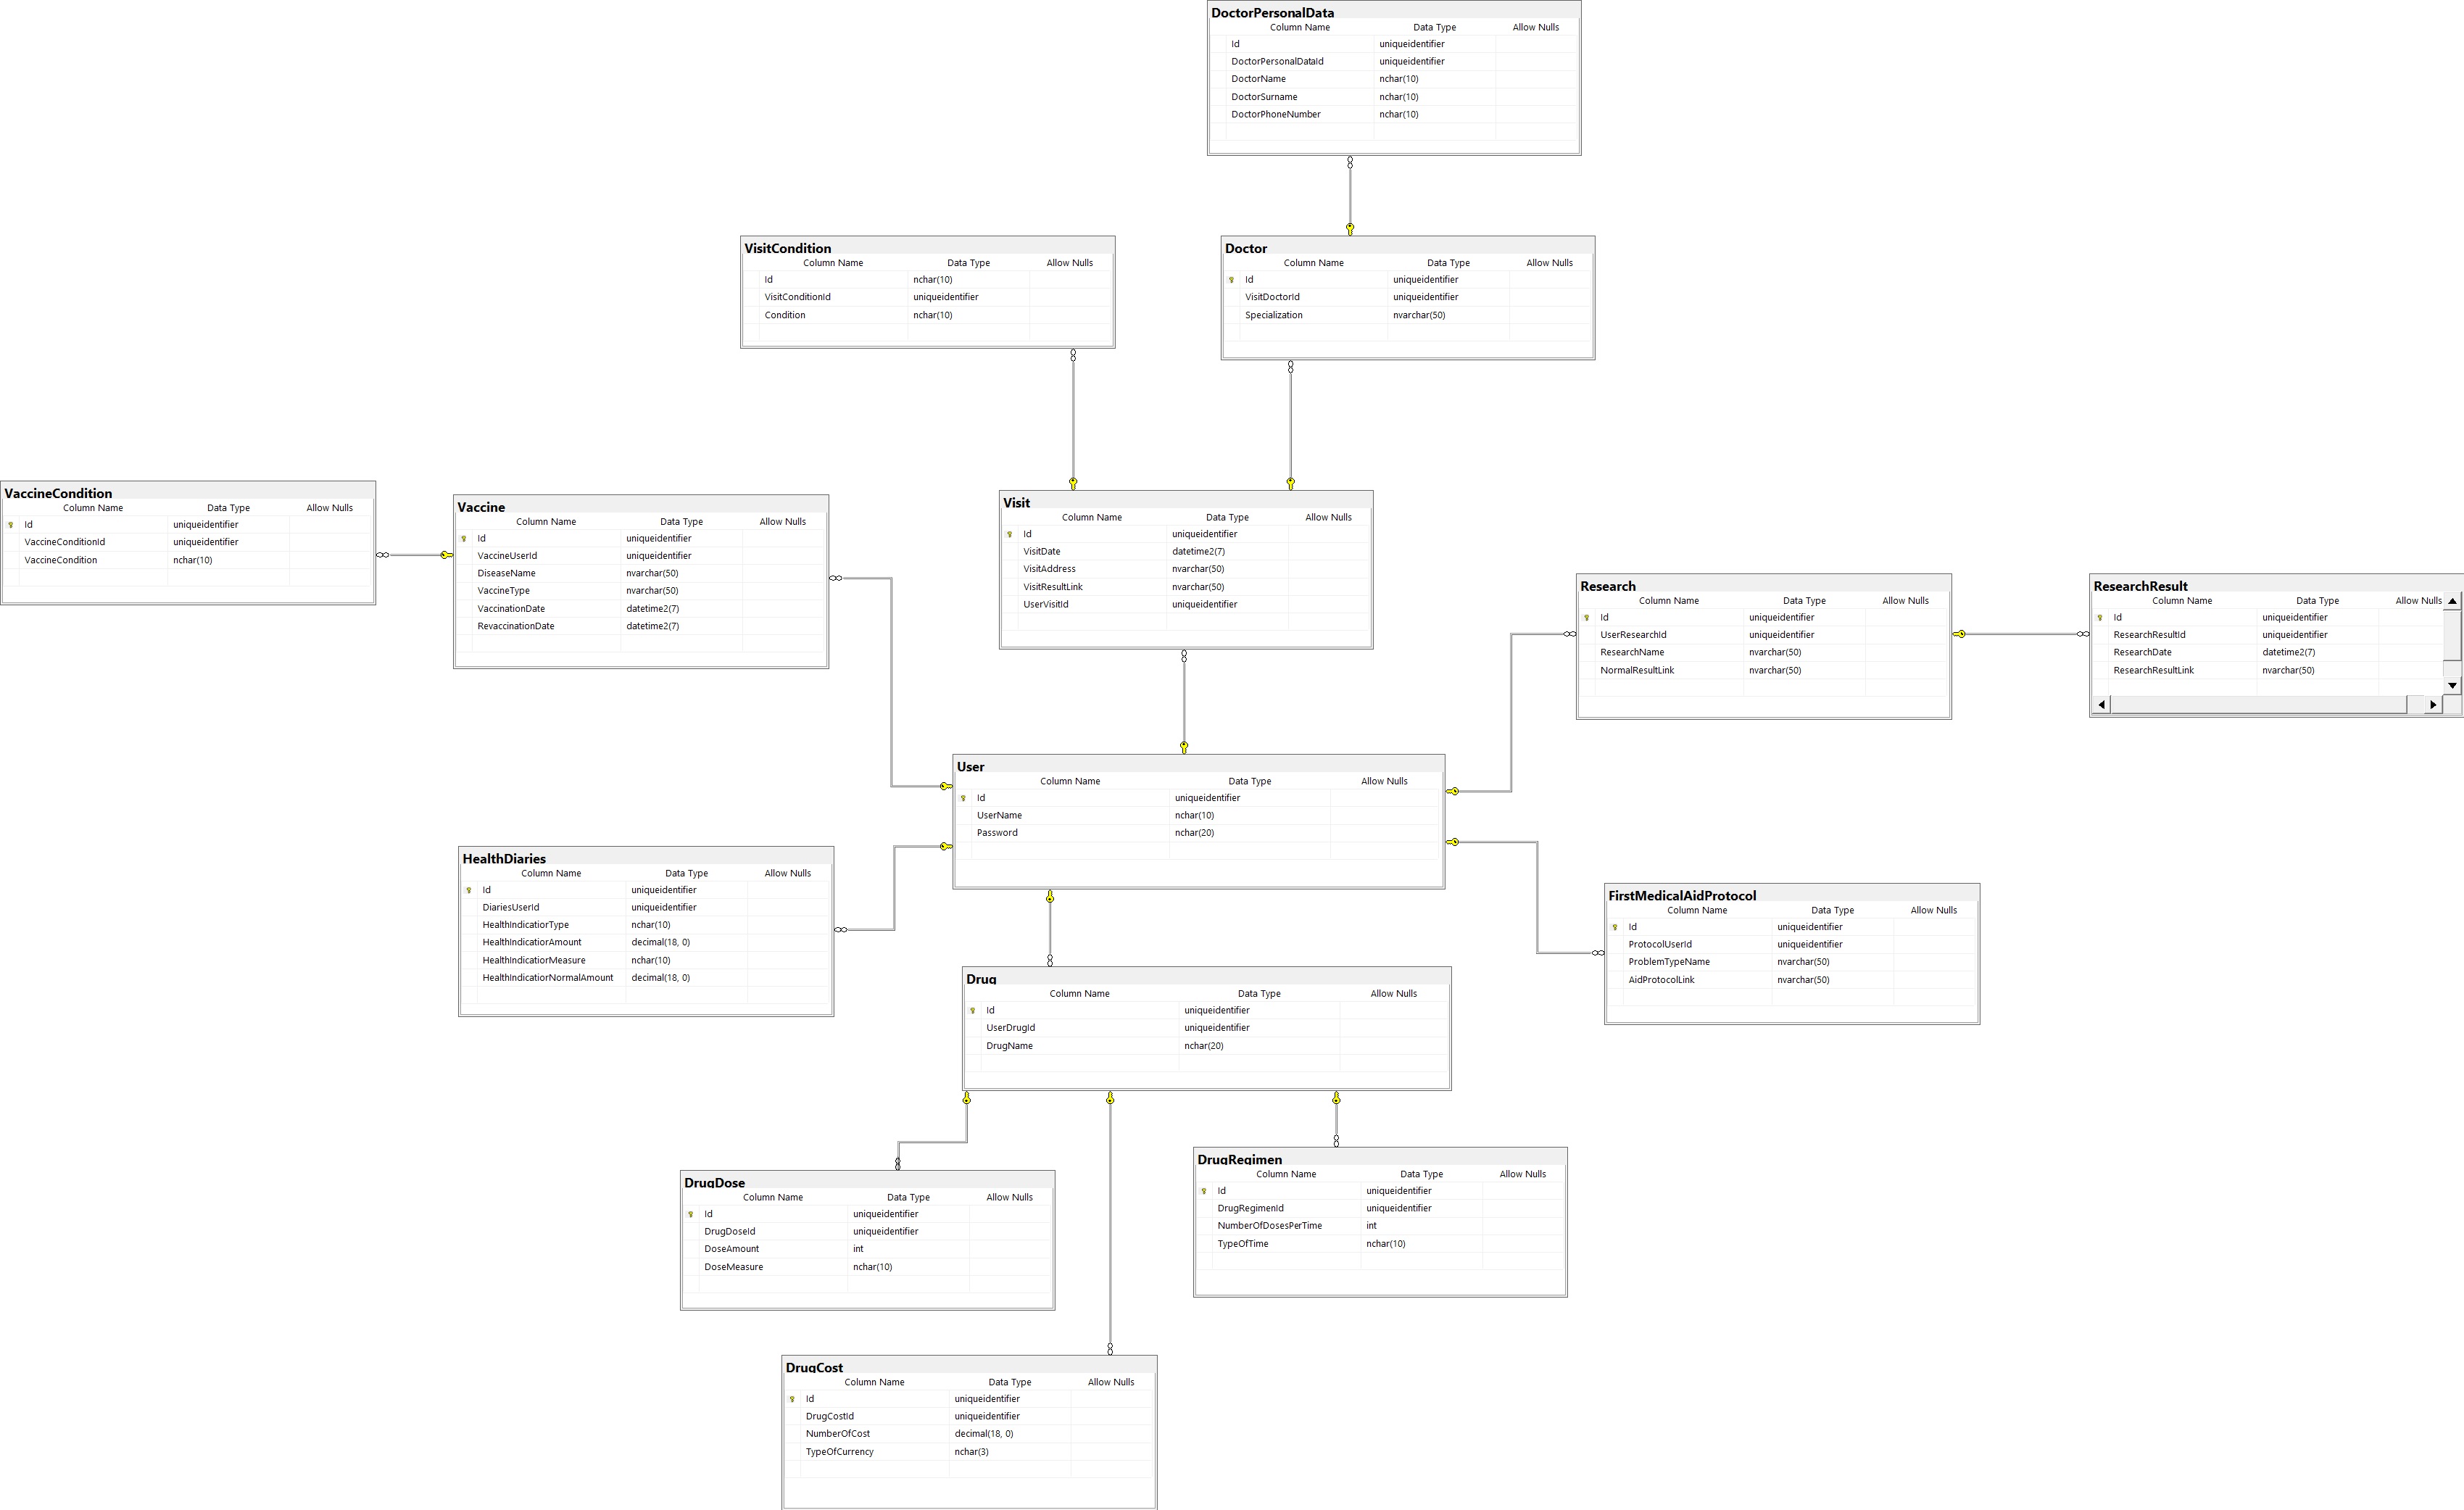 DoctorPersonalData
Column Name Data Type Allow Nulls
Id uniqueidentifier
DoctorPersonalDataId uniqueidentifier
DoctorName nchar(10)
DoctorSurname nchar(10)
DoctorPhoneNumber nchar(10)
VisitCondition
Column Name Data Type Allow Nulls
Id nchar(10)
VisitConditionId uniqueidentifier
Condition nchar(10)
Doctor
Column Name Data Type Allow Nulls
Id uniqueidentifier
VisitDoctorId uniqueidentifier
Specialization nvarchar(50)
VaccineCondition
Column Name Data Type Allow Nulls
Id uniqueidentifier
VaccineConditionId uniqueidentifier
VaccineCondition nchar(10)
Vaccine
Column Name Data Type Allow Nulls
Id uniqueidentifier
VaccineUserId uniqueidentifier
DiseaseName nvarchar(50)
VaccineType nvarchar(50)
VaccinationDate datetime2(7)
RevaccinationDate datetime2(7)
Visit
Column Name Data Type Allow Nulls
Id uniqueidentifier
VisitDate datetime2(7)
VisitAddress nvarchar(50)
VisitResultLink nvarchar(50)
UserVisitId uniqueidentifier
Research
Column Name Data Type Allow Nulls
Id uniqueidentifier
UserResearchId uniqueidentifier
ResearchName nvarchar(50)
NormalResultLink nvarchar(50)
ResearchResult
Column Name Data Type Allow Nulls
Id uniqueidentifier
ResearchResultId uniqueidentifier
ResearchDate datetime2(7)
ResearchResultLink nvarchar(50)
User
Column Name Data Type Allow Nulls
Id uniqueidentifier
UserName nchar(10)
Password nchar(20)
HealthDiaries
Column Name Data Type Allow Nulls
Id uniqueidentifier
DiariesUserId uniqueidentifier
HealthIndicatiorType nchar(10)
HealthIndicatiorAmount decimal(18, 0)
HealthIndicatiorMeasure nchar(10)
HealthIndicatiorNormalAmount decimal(18, 0)
FirstMedicalAidProtocol
Column Name Data Type Allow Nulls
Id uniqueidentifier
ProtocolUserId uniqueidentifier
ProblemTypeName nvarchar(50)
AidProtocolLink nvarchar(50)
Drug
Column Name Data Type Allow Nulls
Id uniqueidentifier
UserDrugId uniqueidentifier
DrugName nchar(20)
DrugDose
Column Name Data Type Allow Nulls
Id uniqueidentifier
DrugDoseId uniqueidentifier
DoseAmount int
DoseMeasure nchar(10)
DrugRegimen
Column Name Data Type Allow Nulls
Id uniqueidentifier
DrugRegimenId uniqueidentifier
NumberOfDosesPerTime int
TypeOfTime nchar(10)
DrugCost
Column Name Data Type Allow Nulls
Id uniqueidentifier
DrugCostId uniqueidentifier
NumberOfCost decimal(18, 0)
TypeOfCurrency nchar(3)